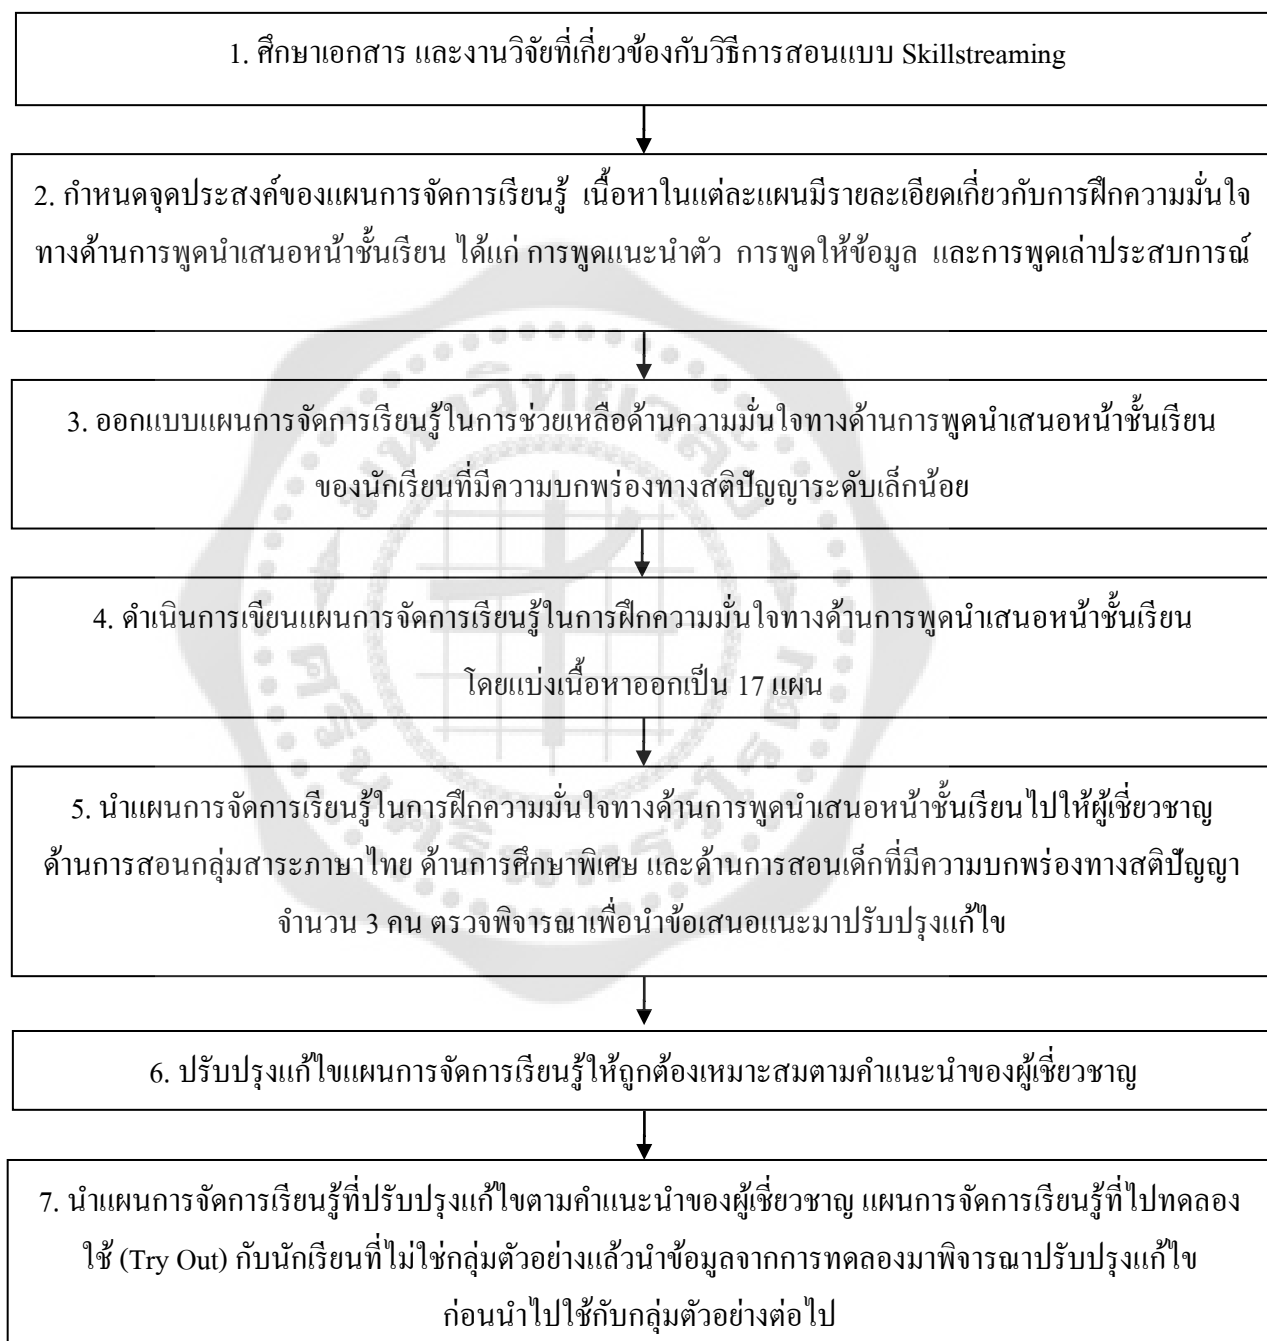 1. ศึกษาเอกสาร และงานวิจัยที่เกี่ยวข้องกับวิธีการสอนแบบ Skillstreaming
2. กำหนดจุดประสงค์ของแผนการจัดการเรียนรู้ เนื้อหาในแต่ละแผนมีรายละเอียดเกี่ยวกับการฝึกความมั่นใจ
ทางด้านการพูดนำเสนอหน้าชั้นเรียน ได้แก่ การพูดแนะนำตัว การพูดให้ข้อมูล และการพูดเล่าประสบการณ์
3. ออกแบบแผนการจัดการเรียนรู้ในการช่วยเหลือด้านความมั่นใจทางด้านการพูดนำเสนอหน้าชั้นเรียน
ของนักเรียนที่มีความบกพร่องทางสติปัญญาระดับเล็กน้อย
4. ดำเนินการเขียนแผนการจัดการเรียนรู้ในการฝึกความมั่นใจทางด้านการพูดนำเสนอหน้าชั้นเรียน
โดยแบ่งเนื้อหาออกเป็น 17 แผน
5. นำแผนการจัดการเรียนรู้ในการฝึกความมั่นใจทางด้านการพูดนำเสนอหน้าชั้นเรียนไปให้ผู้เชี่ยวชาญ
ด้านการสอนกลุ่มสาระภาษาไทย ด้านการศึกษาพิเศษ และด้านการสอนเด็กที่มีความบกพร่องทางสติปัญญา
จำนวน 3 คน ตรวจพิจารณาเพื่อนำข้อเสนอแนะมาปรับปรุงแก้ไข
6. ปรับปรุงแก้ไขแผนการจัดการเรียนรู้ให้ถูกต้องเหมาะสมตามคำแนะนำของผู้เชี่ยวชาญ
7. นำแผนการจัดการเรียนรู้ที่ปรับปรุงแก้ไขตามคำแนะนำของผู้เชี่ยวชาญ แผนการจัดการเรียนรู้ที่ไปทดลอง
ใช้ (Try Out) กับนักเรียนที่ไม่ใช่กลุ่มตัวอย่างแล้วนำข้อมูลจากการทดลองมาพิจารณาปรับปรุงแก้ไข
ก่อนนำไปใช้กับกลุ่มตัวอย่างต่อไป
มหาวิทยาลัย
ศรีนครินทรวิโรฒ